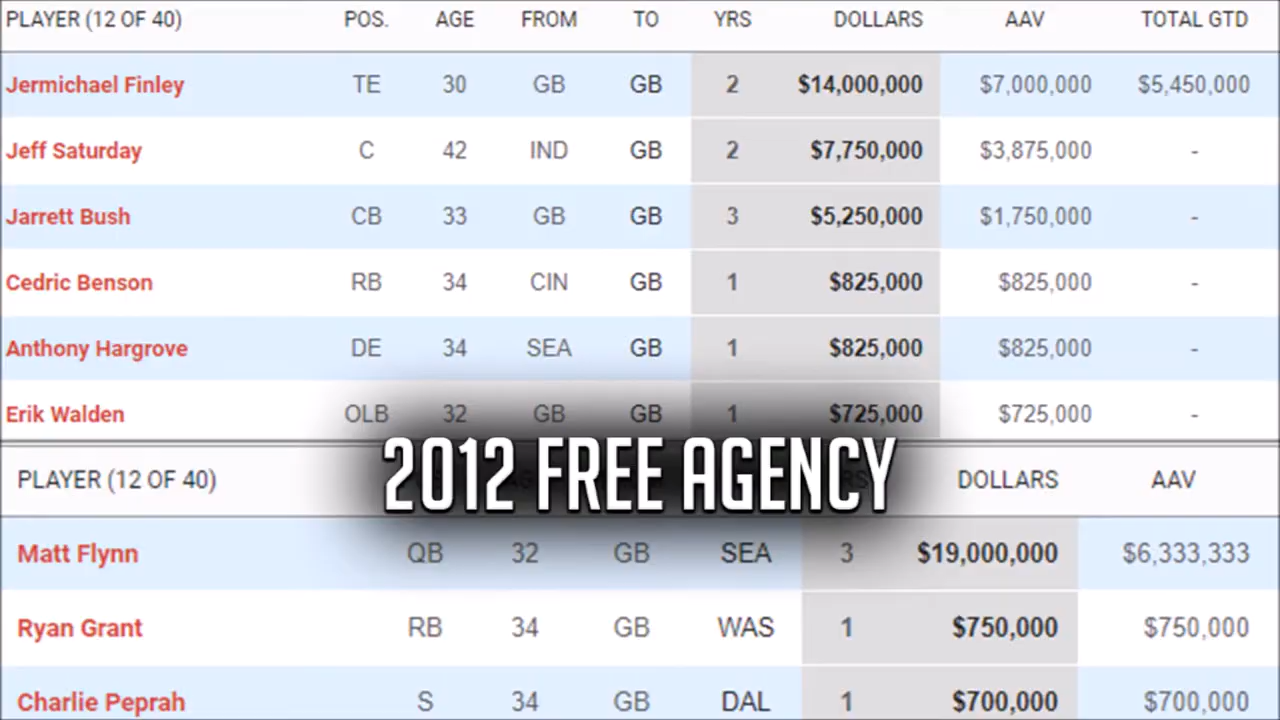 PLAYER (12 OF 40) POS. AGE FROM TO YRS DOLLARS AAV TOTAL GTD
Jermichael Finley TE 30 GB GB 2 $14,000,000 $7,000,000 $5,450,000
Jeff Saturday C 42 IND GB 2 $7,750,000 $3,875,000 -
Jarrett Bush CB 33 GB GB 3 $5,250,000 $1,750,000 -
Cedric Benson RB 34 CIN GB 1 $825,000 $825,000 -
Anthony Hargrove DE 34 SEA GB 1 $825,000 $825,000 -
Erik Walden OLB 32 GB GB 1 $725,000 $725,000 -
2012 FREE AGENCY
PLAYER (12 OF 40) DOLLARS AAV
Matt Flynn QB 32 GB SEA 3 $19,000,000 $6,333,333
Ryan Grant RB 34 GB WAS 1 $750,000 $750,000
Charlie Peprah S 34 GB DAL 1 $700,000 $700,000